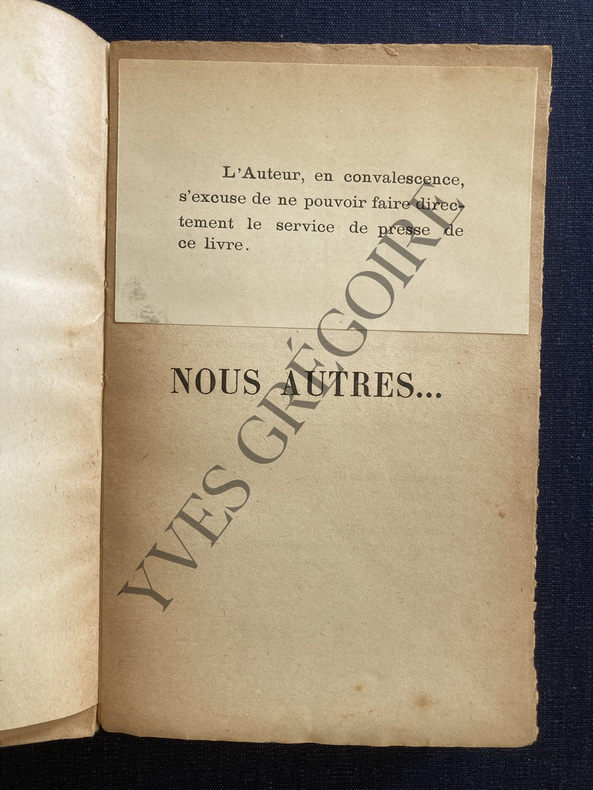 L'Auteur, en convalescence,
s'excuse de ne pouvoir faire direc-
tement le service de presse de
ce livre.
NOUS AUTRES...
YVES GRÉGOIRE